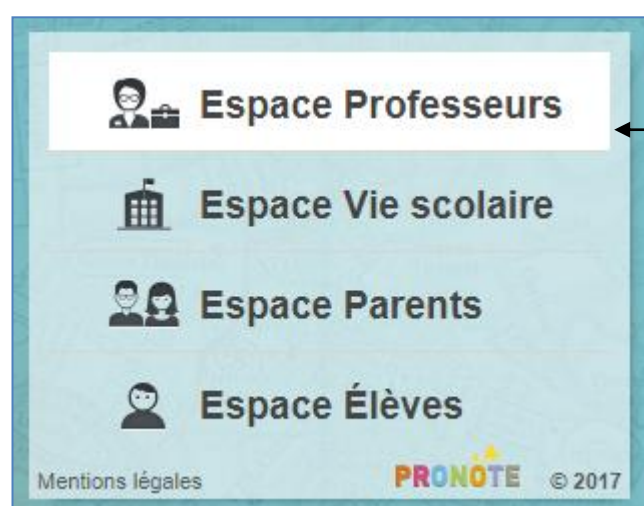 Espace Professeurs
Espace Vie scolaire
Espace Parents
Espace Élèves
Mentions légales PRONOTE © 2017